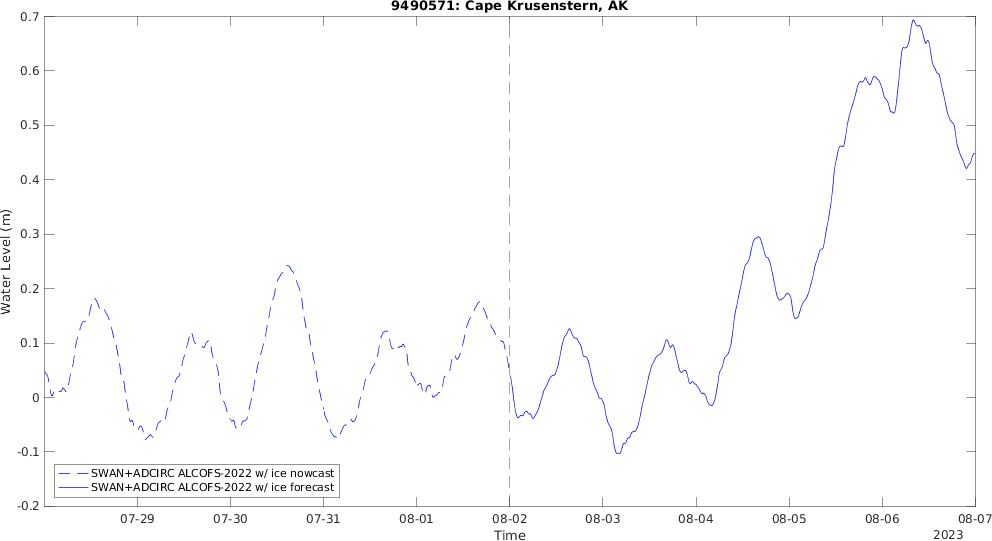 9490571: Cape Krusenstern, AK
0.7
0.6
0.5
0.4
0.3
0.2
0.1
0
-0.1
-0.2
Water Level (m)
SWAN+ADCIRC ALCOFS-2022 w/ ice nowcast
SWAN+ADCIRC ALCOFS-2022 w/ ice forecast
07-29 07-30 07-31 08-01 08-02 08-03 08-04 08-05 08-06 08-07
Time
2023